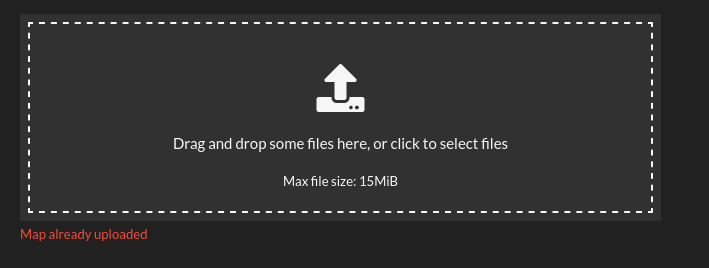 Drag and drop some files here, or click to select files
Max file size: 15MiB
Map already uploaded